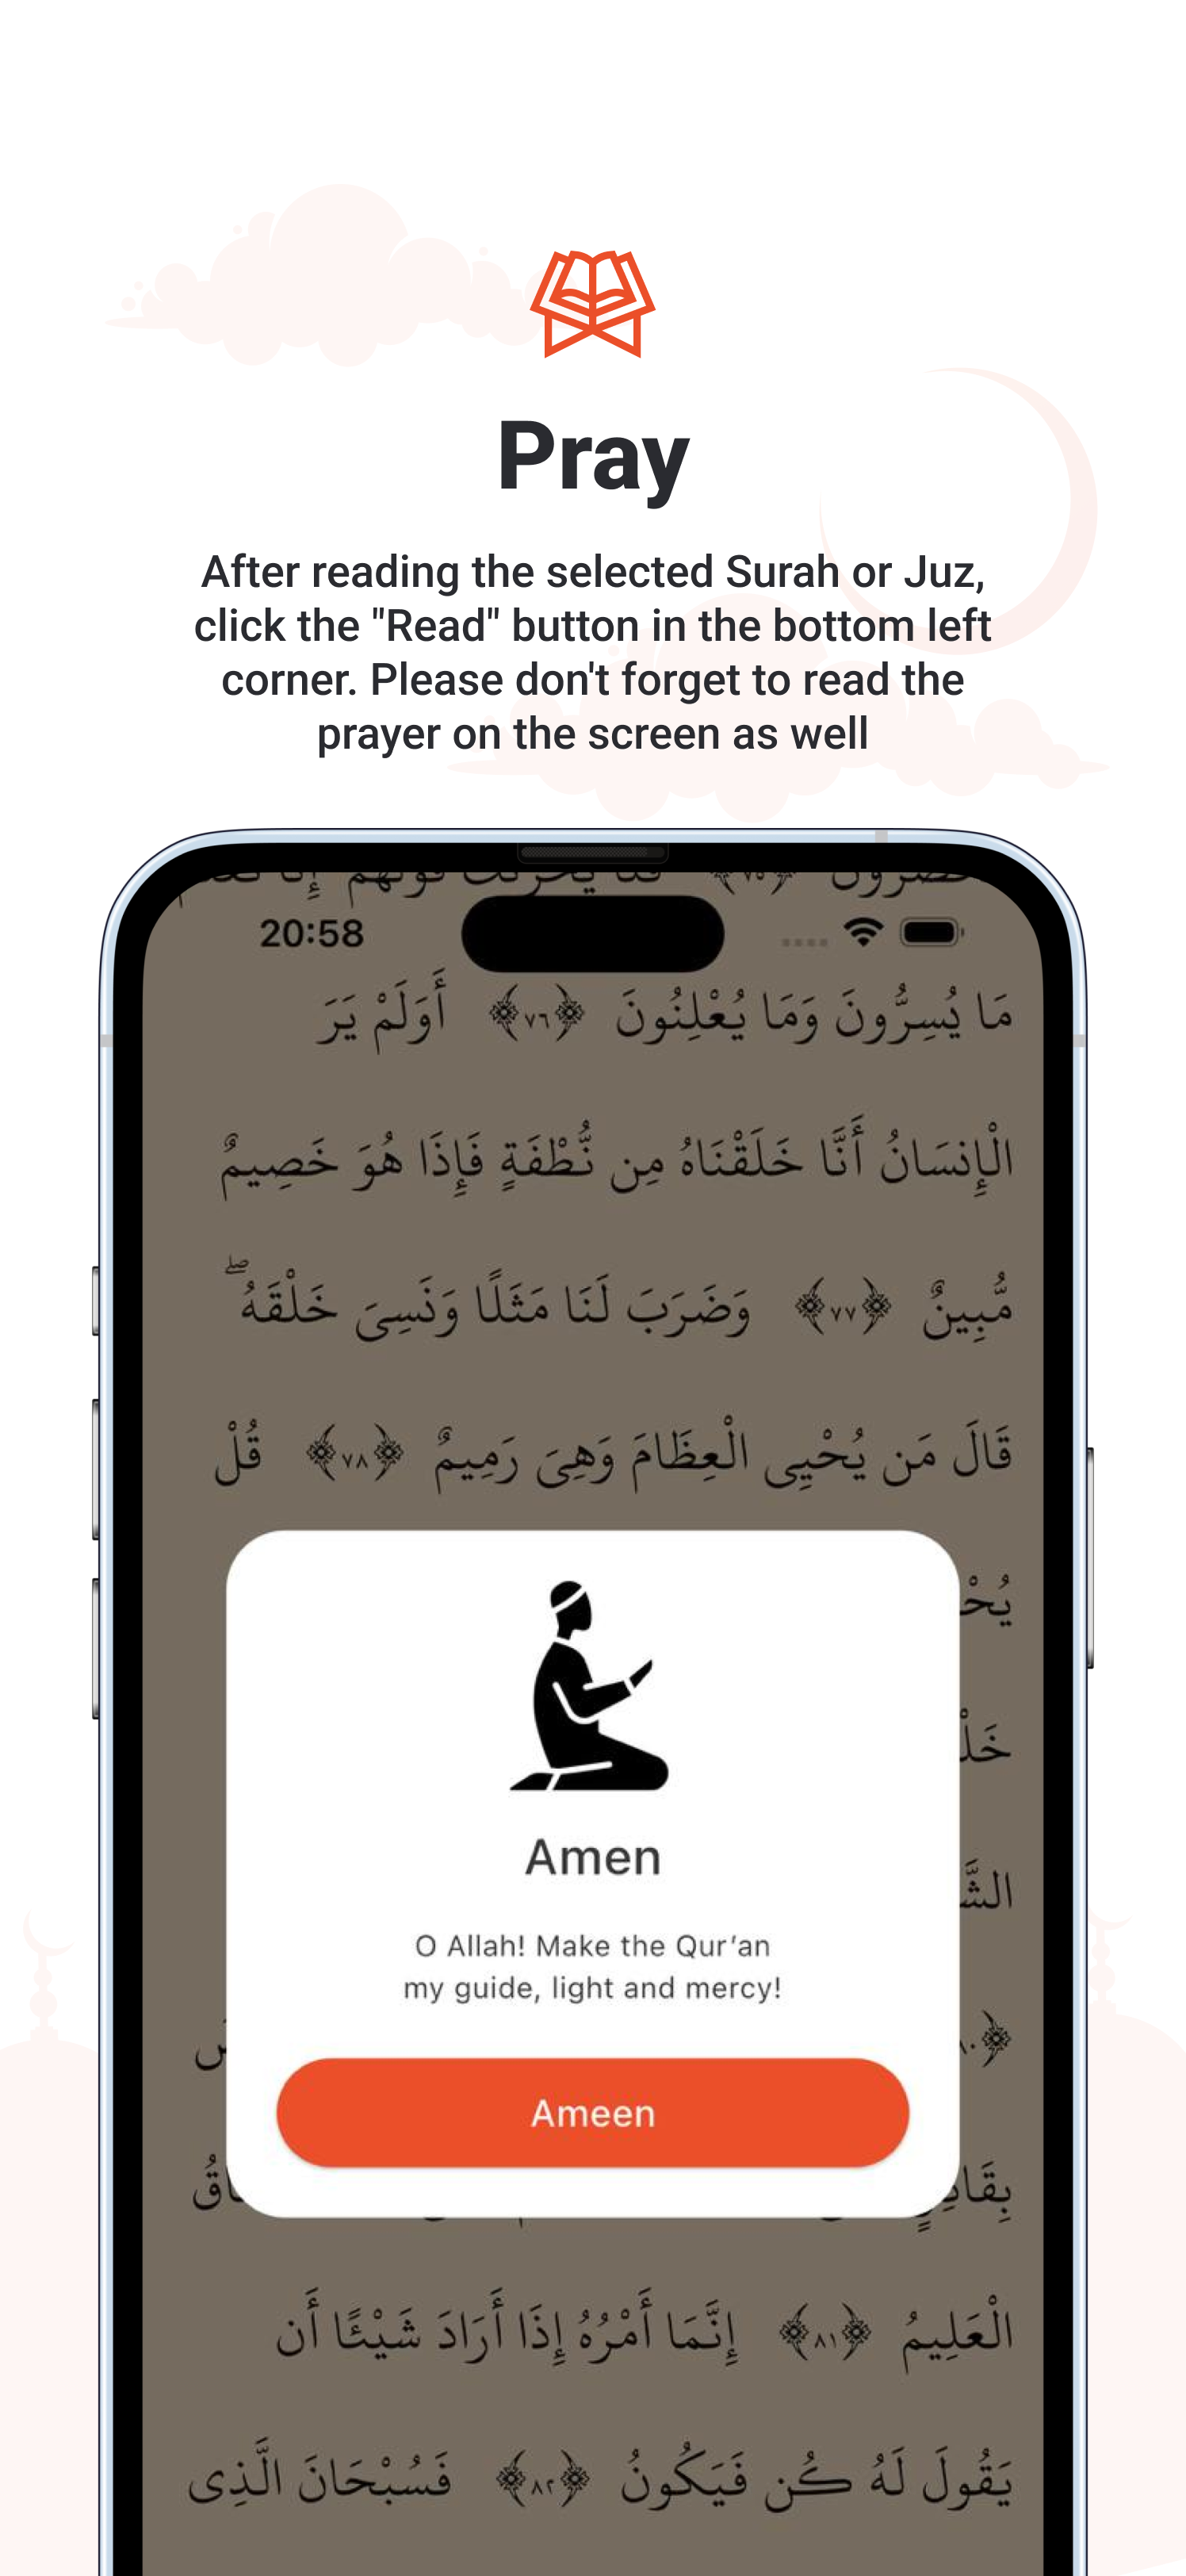 Pray
After reading the selected Surah or Juz,
click the "Read" button in the bottom left
corner. Please don't forget to read the
prayer on the screen as well
20:58
مَا يُسِرُّونَ وَمَا يُعْلِنُونَ ﴿٧٦﴾ أَوَلَمْ يَرَ
الْإِنسَانُ أَنَّا خَلَقْنَاهُ مِن نُّطْفَةٍ فَإِذَا هُوَ خَصِيمٌ
مُّبِينٌ ﴿٧٧﴾ وَضَرَبَ لَنَا مَثَلًا وَنَسِىَ خَلْقَهُۥ ۖ
قَالَ مَن يُحْيِى الْعِظَامَ وَهِىَ رَمِيمٌ ﴿٧٨﴾ قُلْ
Amen
O Allah! Make the Qur’an
my guide, light and mercy!
Ameen
الْعَلِيمُ ﴿٨١﴾ إِنَّمَا أَمْرُهُ إِذَا أَرَادَ شَيْئًا أَن
يَقُولَ لَهُ كُن فَيَكُونُ ﴿٨٢﴾ فَسُبْحَانَ الَّذِى